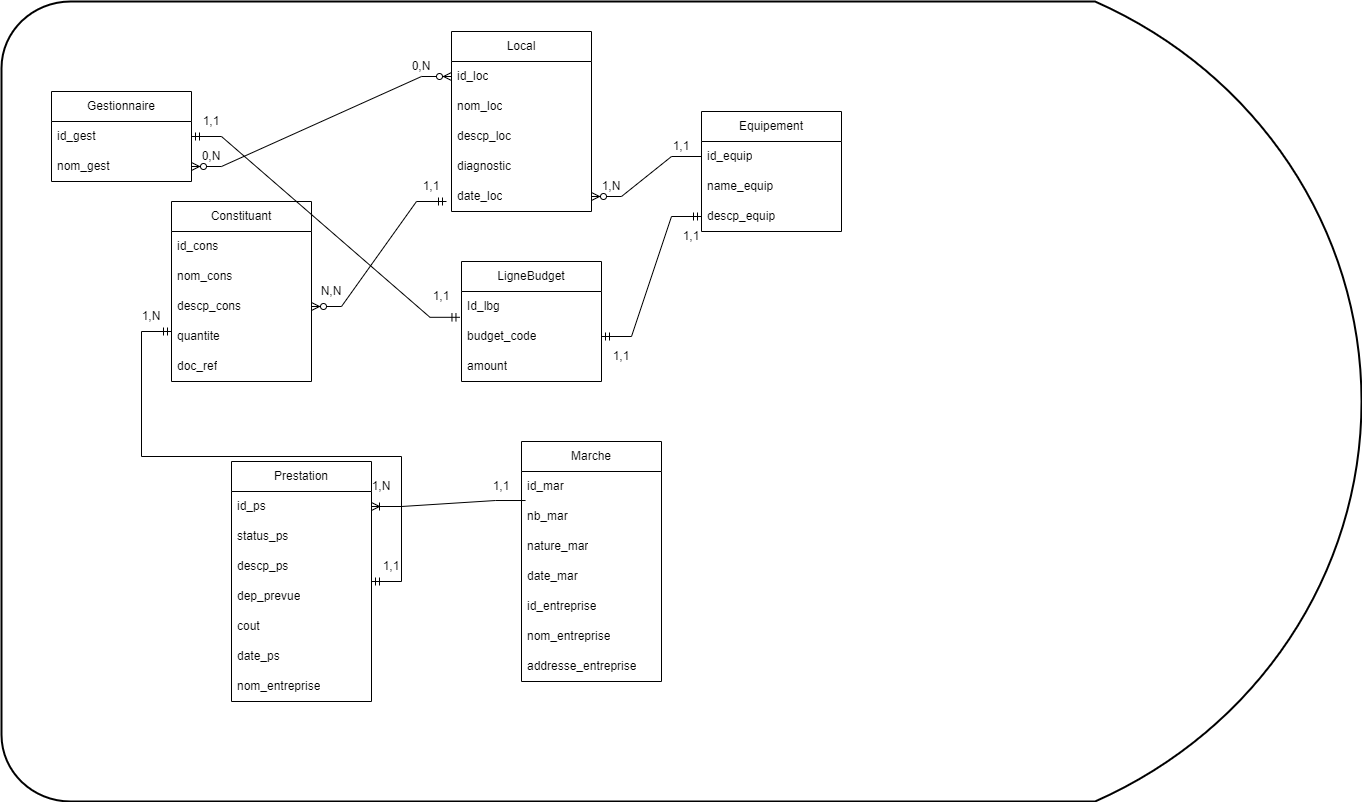 Local
0,N
id_loc
nom_loc
descp_loc
diagnostic
date_loc
Gestionnaire
id_gest
nom_gest
1,1
0,N
Equipement
id_equip
name_equip
descp_equip
1,1
1,N
1,1
1,1
Constituant
id_cons
nom_cons
descp_cons
quantite
doc_ref
N,N
1,N
LigneBudget
Id_lbg
budget_code
amount
1,1
1,1
Prestation
id_ps
status_ps
descp_ps
dep_prevue
cout
date_ps
nom_entreprise
1,N
1,1
1,1
Marche
id_mar
nb_mar
nature_mar
date_mar
id_entreprise
nom_entreprise
addresse_entreprise